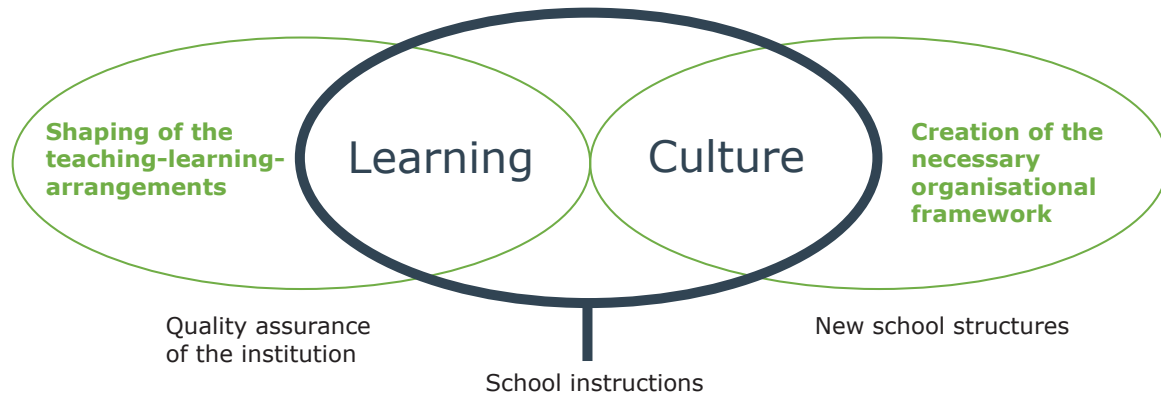 Shaping of the
teaching-learning-
arrangements
Learning
Culture
Creation of the
necessary
organisational
framework
Quality assurance
of the institution
School instructions
New school structures